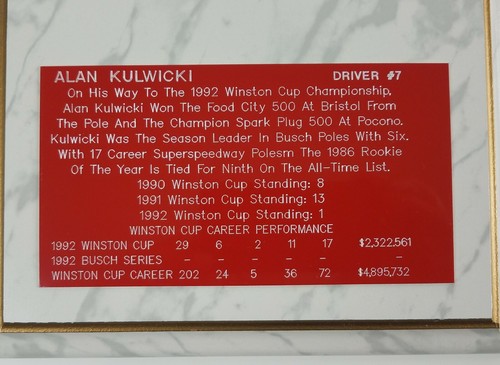 ALAN KULWICKI DRIVER #7
On His Way To The 1992 Winston Cup Championship,
Alan Kulwicki Won The Food City 500 At Bristol From
The Pole And The Champion Spark Plug 500 At Pocono.
Kulwicki Was The Season Leader In Busch Poles With Six.
With 17 Career Superspeedway Polesm The 1986 Rookie
Of The Year Is Tied For Ninth On The All-Time List.
1990 Winston Cup Standing: 8
1991 Winston Cup Standing: 13
1992 Winston Cup Standing: 1
WINSTON CUP CAREER PERFORMANCE
1992 WINSTON CUP 29 6 2 11 17 $2,322,561
1992 BUSCH SERIES – – – – – –
WINSTON CUP CAREER 202 24 5 36 72 $4,895,732